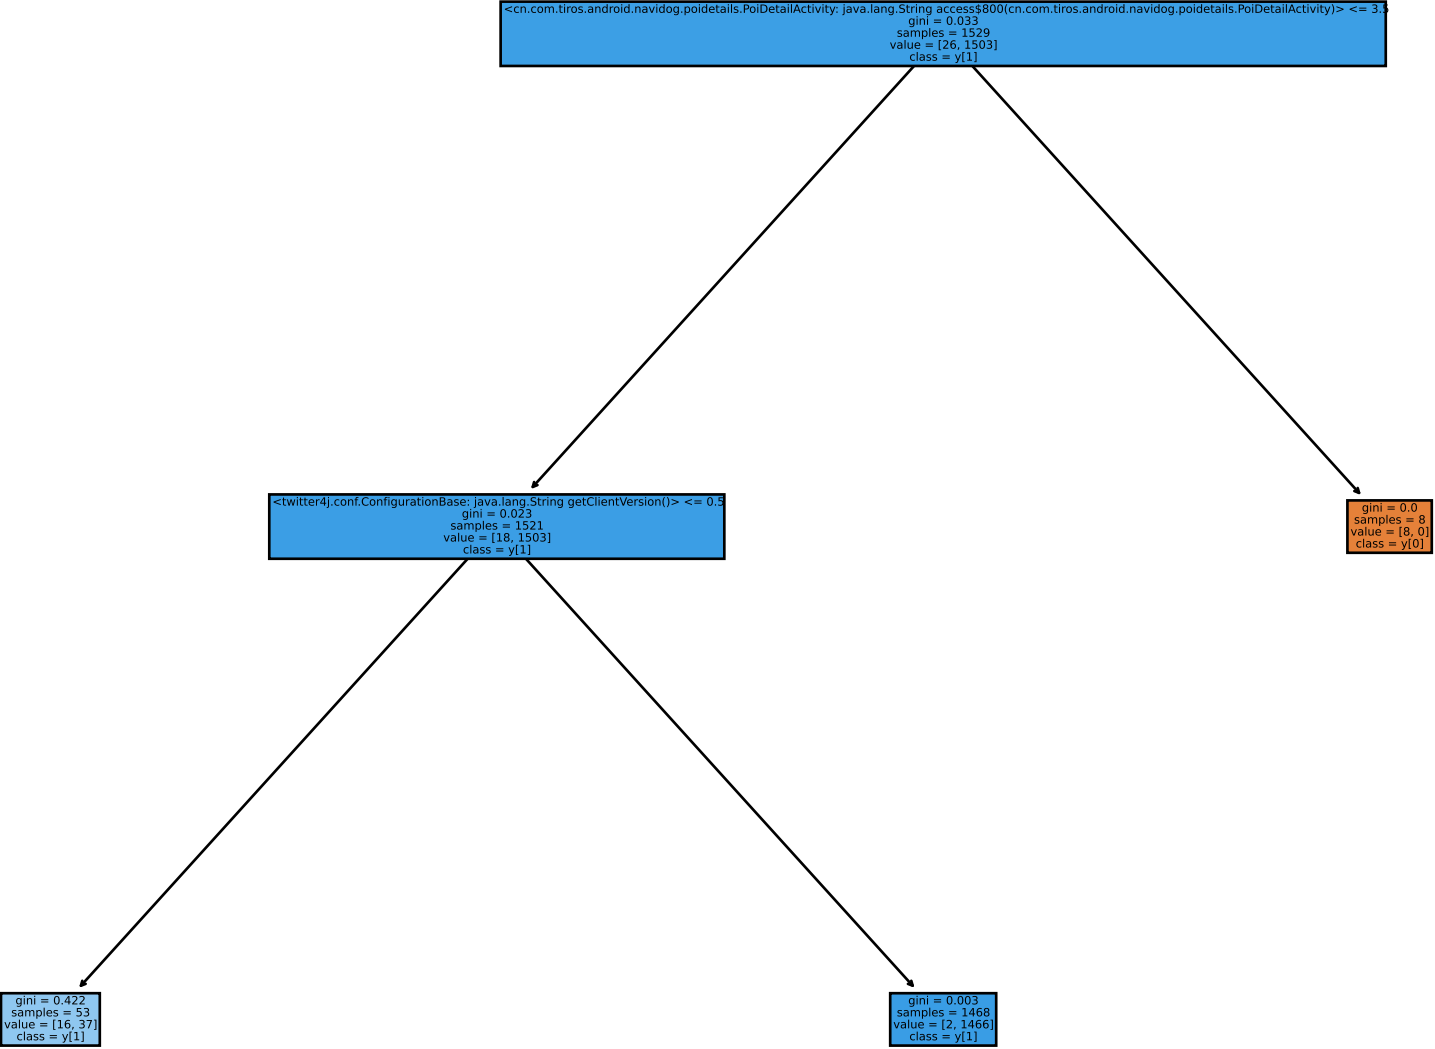 <cn.com.tiros.android.navidog.poidetails.PoiDetailActivity: java.lang.String access$800(cn.com.tiros.android.navidog.poidetails.PoiDetailActivity)> <= 3.5
gini = 0.033
samples = 1529
value = [26, 1503]
class = y[1]
<twitter4j.conf.ConfigurationBase: java.lang.String getClientVersion()> <= 0.5
gini = 0.023
samples = 1521
value = [18, 1503]
class = y[1]
gini = 0.0
samples = 8
value = [8, 0]
class = y[0]
gini = 0.422
samples = 53
value = [16, 37]
class = y[1]
gini = 0.003
samples = 1468
value = [2, 1466]
class = y[1]